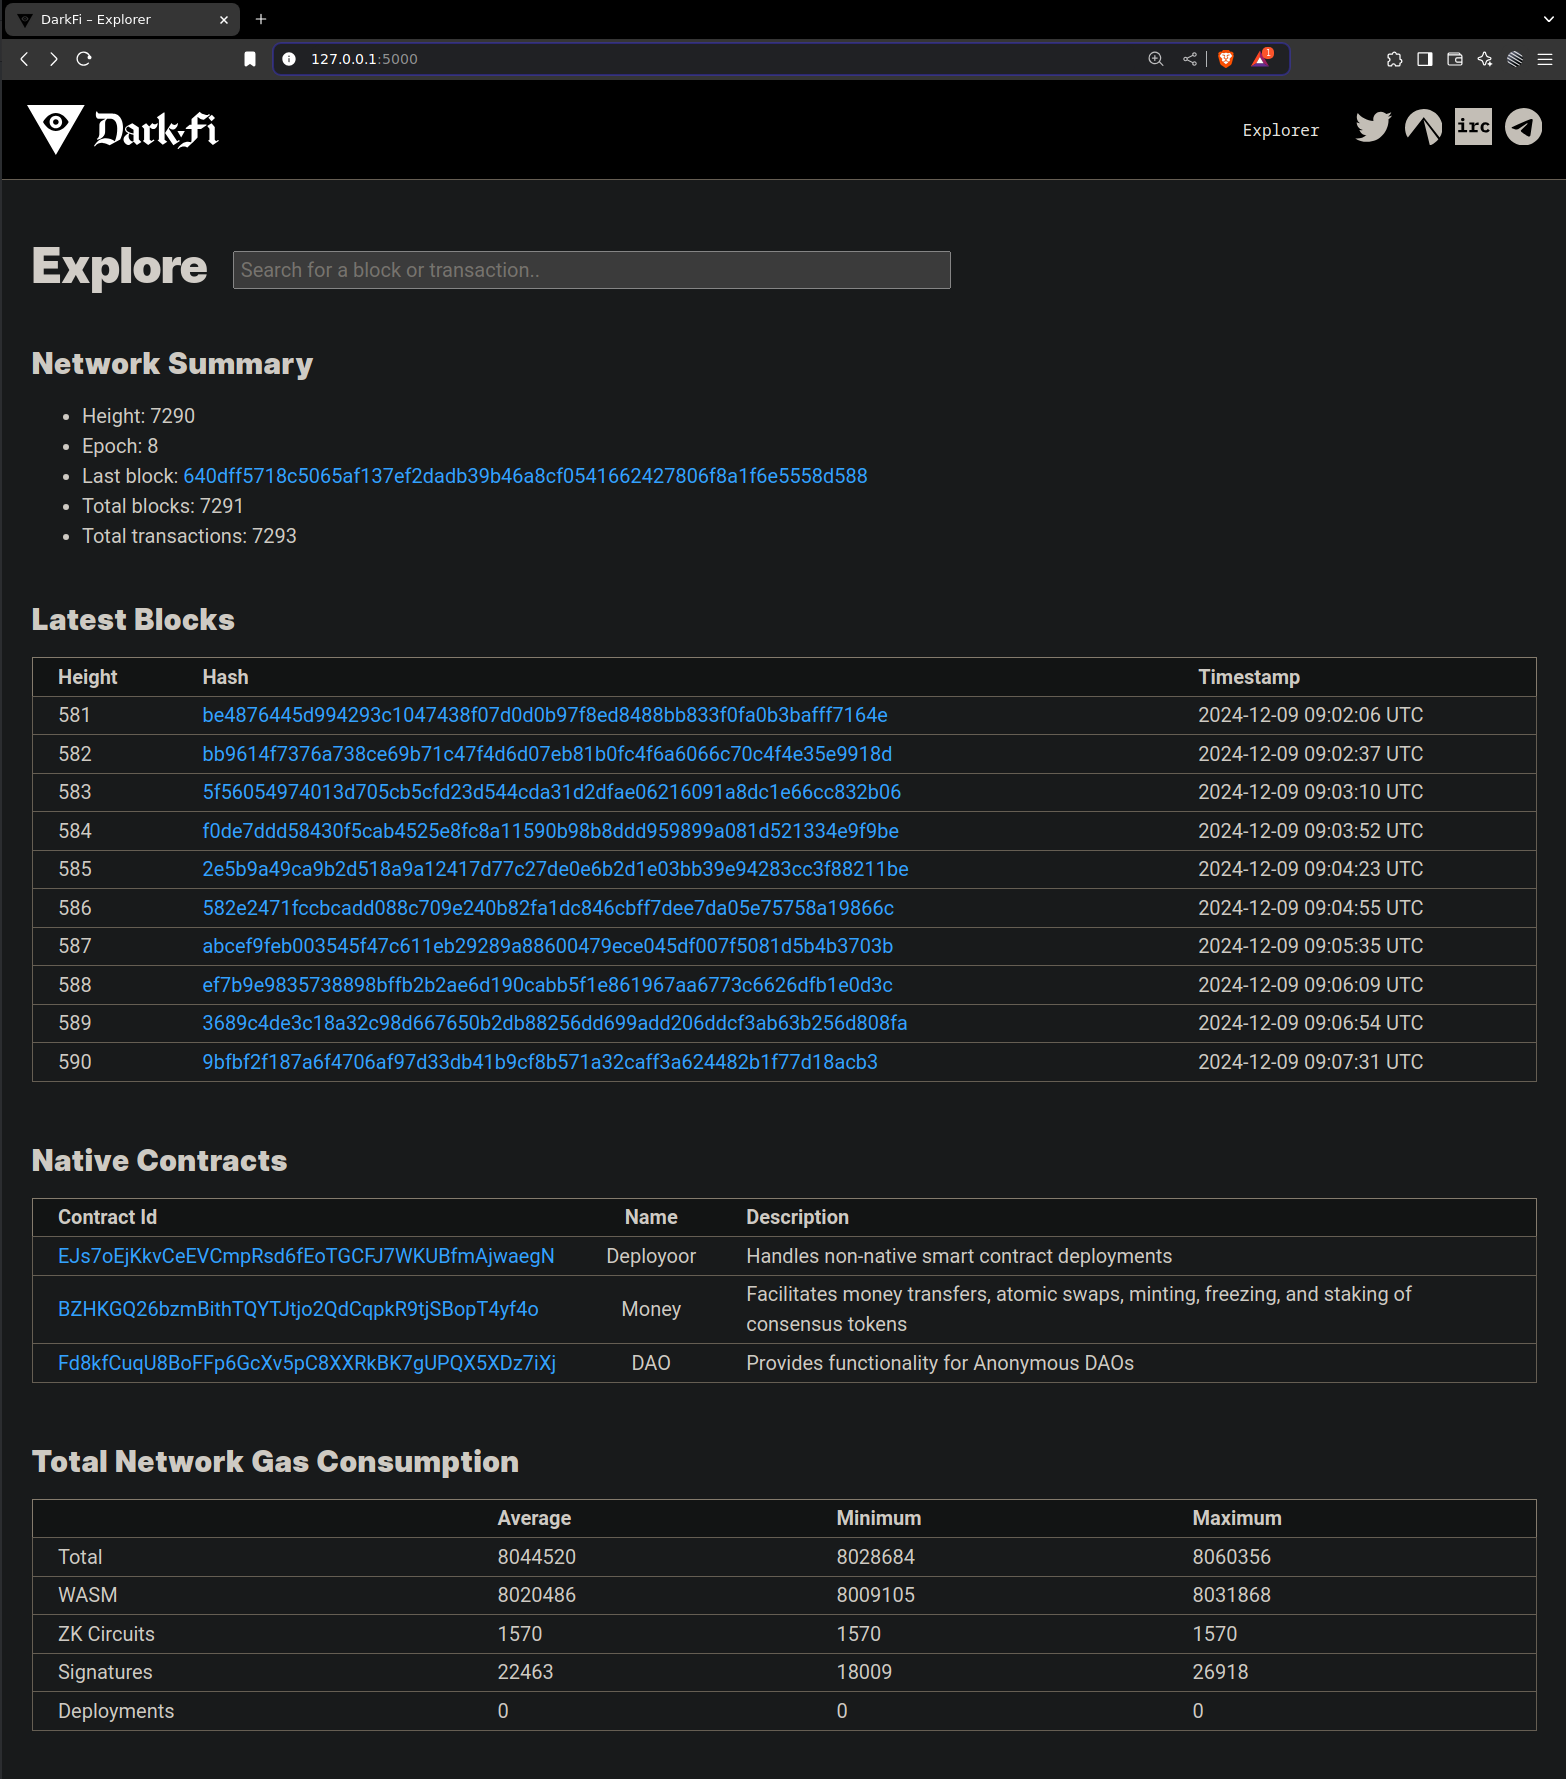 DarkFi – Explorer
127.0.0.1:5000
1
DarkFi
Explorer
irc
Explore
Search for a block or transaction..
Network Summary
Height: 7290
Epoch: 8
Last block: 640dff5718c5065af137ef2dadb39b46a8cf0541662427806f8a1f6e5558d588
Total blocks: 7291
Total transactions: 7293
Latest Blocks
Height Hash Timestamp
581 be4876445d994293c1047438f07d0d0b97f8ed8488bb833f0fa0b3bafff7164e 2024-12-09 09:02:06 UTC
582 bb9614f7376a738ce69b71c47f4d6d07eb81b0fc4f6a6066c70c4f4e35e9918d 2024-12-09 09:02:37 UTC
583 5f56054974013d705cb5cfd23d544cda31d2dfae06216091a8dc1e66cc832b06 2024-12-09 09:03:10 UTC
584 f0de7ddd58430f5cab4525e8fc8a11590b98b8ddd959899a081d521334e9f9be 2024-12-09 09:03:52 UTC
585 2e5b9a49ca9b2d518a9a12417d77c27de0e6b2d1e03bb39e94283cc3f88211be 2024-12-09 09:04:23 UTC
586 582e2471fccbcadd088c709e240b82fa1dc846cbff7dee7da05e75758a19866c 2024-12-09 09:04:55 UTC
587 abcef9feb003545f47c611eb29289a88600479ece045df007f5081d5b4b3703b 2024-12-09 09:05:35 UTC
588 ef7b9e9835738898bffb2b2ae6d190cabb5f1e861967aa6773c6626dfb1e0d3c 2024-12-09 09:06:09 UTC
589 3689c4de3c18a32c98d667650b2db88256dd699add206ddcf3ab63b256d808fa 2024-12-09 09:06:54 UTC
590 9bfbf2f187a6f4706af97d33db41b9cf8b571a32caff3a624482b1f77d18acb3 2024-12-09 09:07:31 UTC
Native Contracts
Contract Id Name Description
EJs7oEjKkvCeEVCmpRsd6fEoTGCFJ7WKUBfmAjwaegN Deployoor Handles non-native smart contract deployments
BZHKGQ26bzmBithTQYTJtjo2QdCqpkR9tjSBopT4yf4o Money Facilitates money transfers, atomic swaps, minting, freezing, and staking of
consensus tokens
Fd8kfCuqU8BoFFp6GcXv5pC8XXRkBK7gUPQX5XDz7iXj DAO Provides functionality for Anonymous DAOs
Total Network Gas Consumption
Average Minimum Maximum
Total 8044520 8028684 8060356
WASM 8020486 8009105 8031868
ZK Circuits 1570 1570 1570
Signatures 22463 18009 26918
Deployments 0 0 0